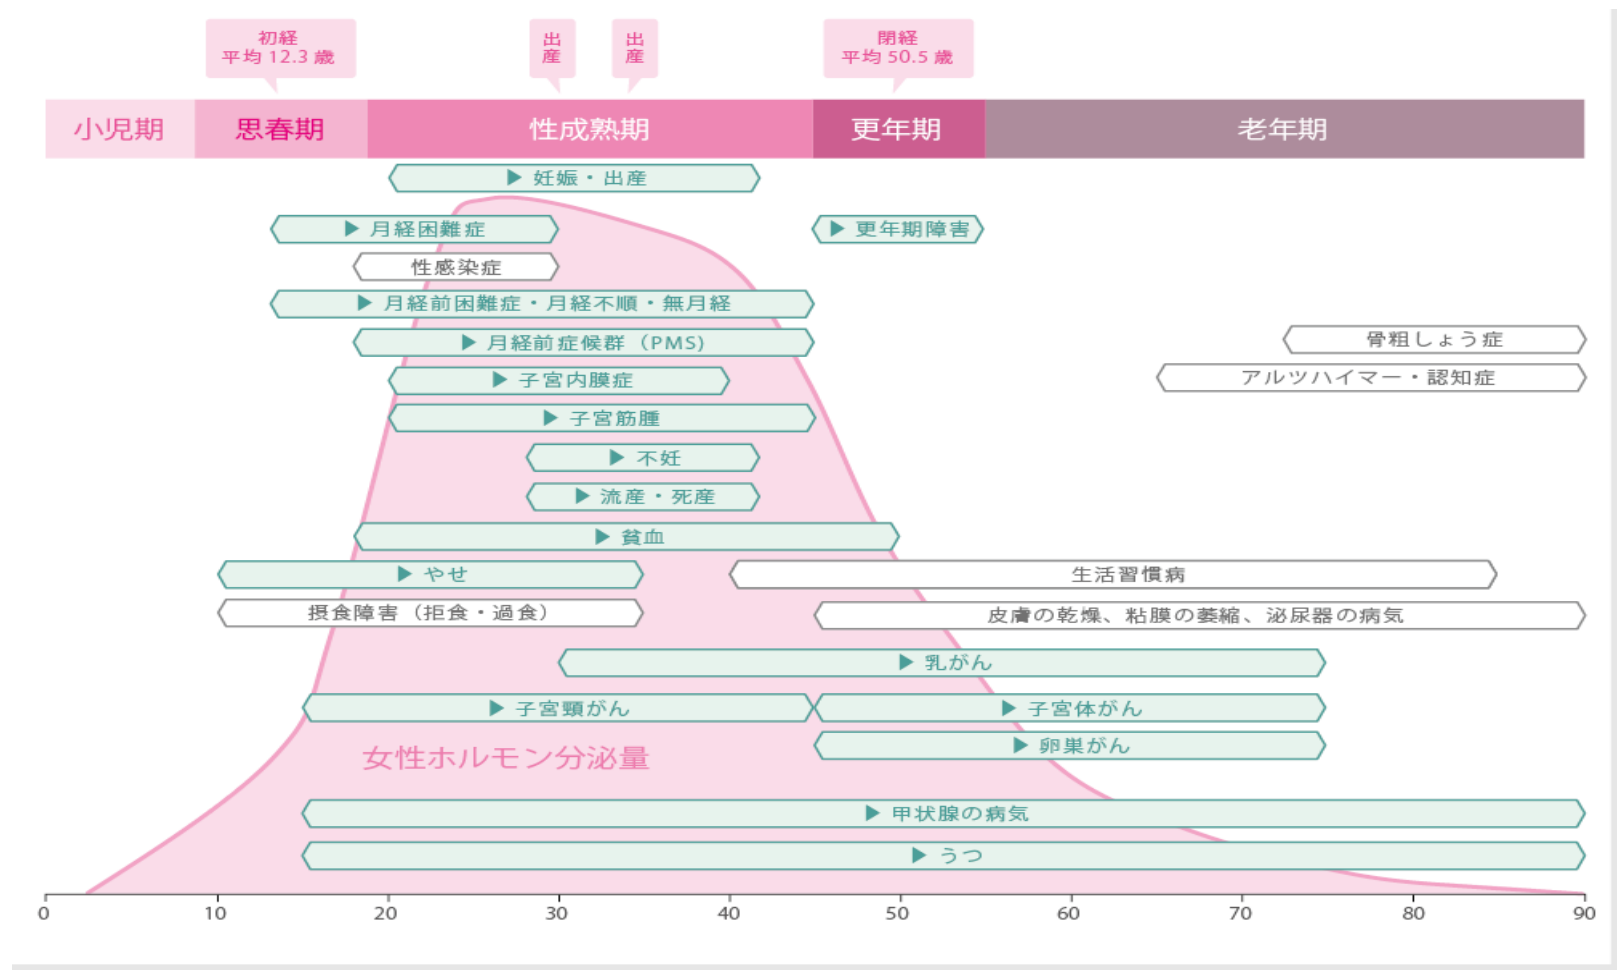 初経
平均 12.3 歳
出産
出産
閉経
平均 50.5 歳
小児期
思春期
性成熟期
更年期
老年期
▶ 妊娠・出産
▶ 月経困難症
▶ 更年期障害
性感染症
▶ 月経前困難症・月経不順・無月経
▶ 月経前症候群（PMS)
骨粗しょう症
▶ 子宮内膜症
アルツハイマー・認知症
▶ 子宮筋腫
▶ 不妊
▶ 流産・死産
▶ 貧血
▶ やせ
生活習慣病
摂食障害（拒食・過食）
皮膚の乾燥、粘膜の萎縮、泌尿器の病気
▶ 乳がん
▶ 子宮頸がん
▶ 子宮体がん
▶ 卵巣がん
女性ホルモン分泌量
▶ 甲状腺の病気
▶ うつ
0 10 20 30 40 50 60 70 80 90